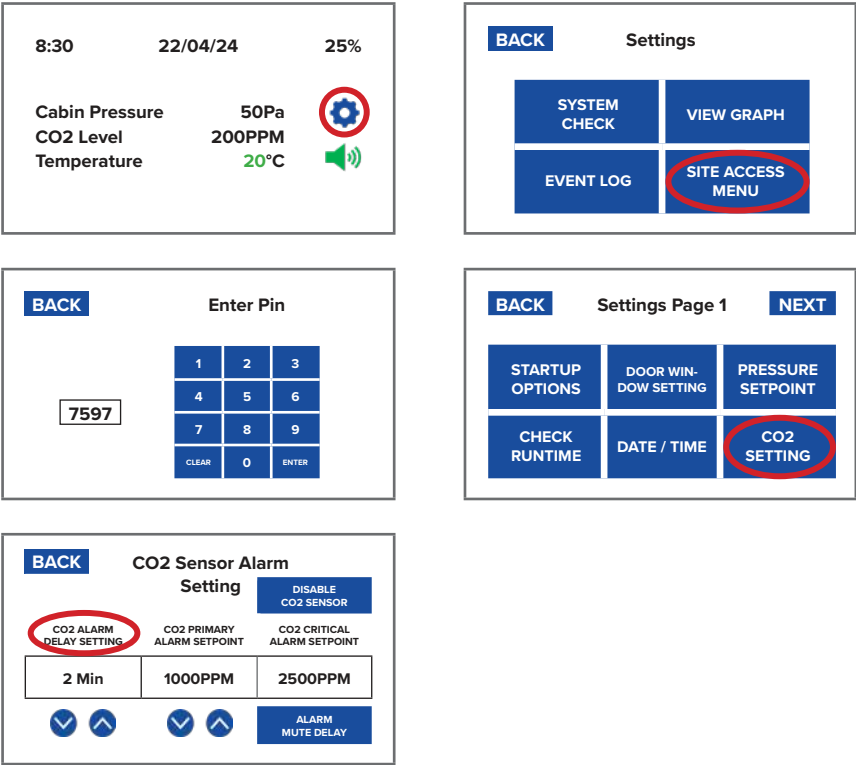 8:30 22/04/24 25%
Cabin Pressure 50Pa
CO2 Level 200PPM
Temperature 20°C
BACK Settings
SYSTEM
CHECK
VIEW GRAPH
EVENT LOG
SITE ACCESS
MENU
BACK Enter Pin
7597
1 2 3
4 5 6
7 8 9
CLEAR 0 ENTER
BACK Settings Page 1 NEXT
STARTUP
OPTIONS
DOOR WIN-
DOW SETTING
PRESSURE
SETPOINT
CHECK
RUNTIME
DATE / TIME
CO2
SETTING
BACK CO2 Sensor Alarm
Setting
DISABLE
CO2 SENSOR
CO2 ALARM
DELAY SETTING
CO2 PRIMARY
ALARM SETPOINT
CO2 CRITICAL
ALARM SETPOINT
2 Min 1000PPM 2500PPM
ALARM
MUTE DELAY